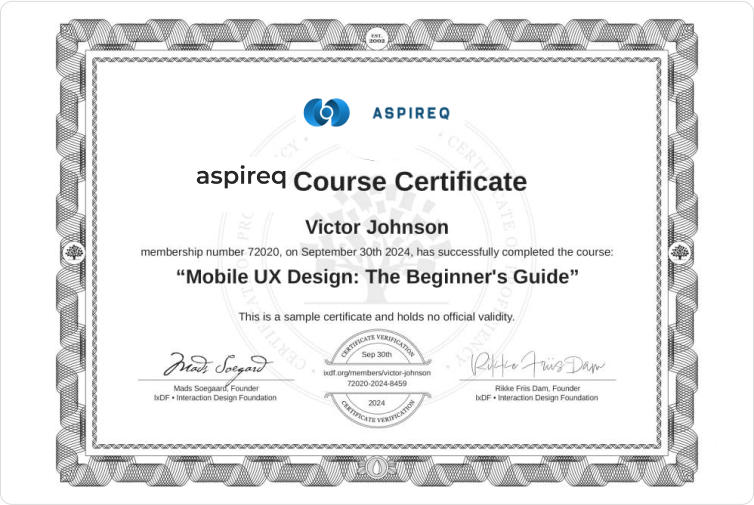 EST. 2002
ASPIREQ
aspireq Course Certificate
Victor Johnson
membership number 72020, on September 30th 2024, has successfully completed the course:
“Mobile UX Design: The Beginner's Guide”
This is a sample certificate and holds no official validity.
CERTIFICATE VERIFICATION
Sep 30th
ixdf.org/members/victor-johnson
72020-2024-8459
2024
CERTIFICATE VERIFICATION
Mads Soegard
Mads Soegaard, Founder
IxDF • Interaction Design Foundation
Rikke Friis Dam
Rikke Friis Dam, Founder
IxDF • Interaction Design Foundation